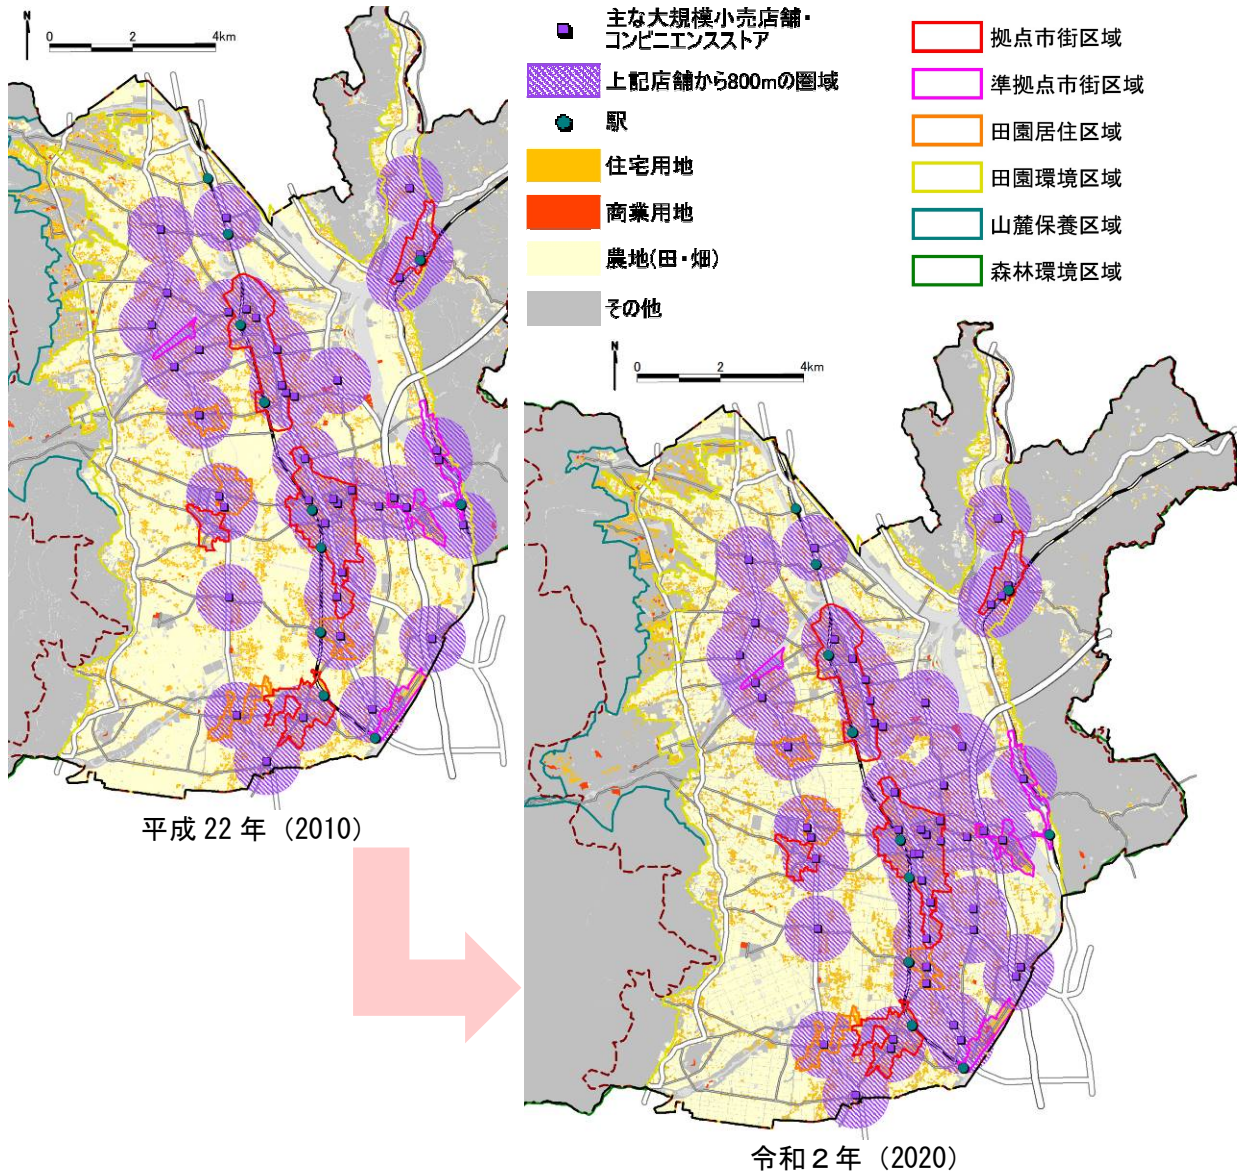 N
0 2 4km
主な大規模小売店舗・
コンビニエンスストア
上記店舗から800mの圏域
駅
住宅用地
商業用地
農地(田・畑)
その他
拠点市街区域
準拠点市街区域
田園居住区域
田園環境区域
山麓保養区域
森林環境区域
N
0 2 4km
平成 22 年 (2010)
令和２年 (2020)